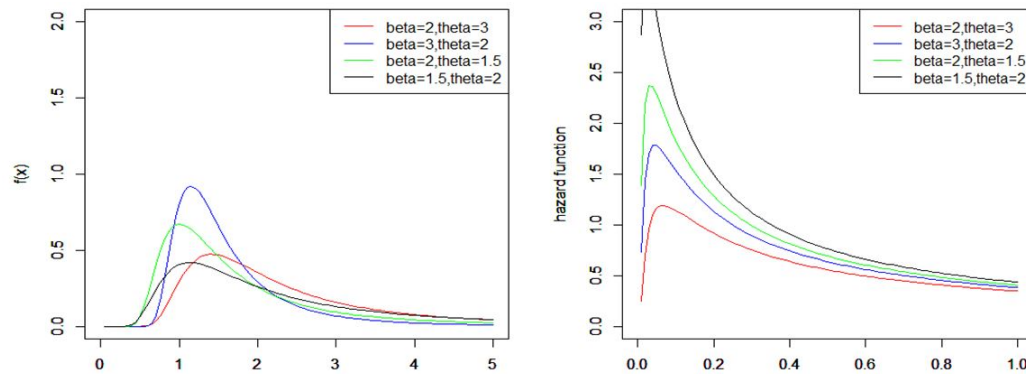 f(x)
2.0
1.5
1.0
0.5
0.0
0 1 2 3 4 5
beta=2,theta=3
beta=3,theta=2
beta=2,theta=1.5
beta=1.5,theta=2
hazard function
3.0
2.5
2.0
1.5
1.0
0.5
0.0
0.0 0.2 0.4 0.6 0.8 1.0
beta=2,theta=3
beta=3,theta=2
beta=2,theta=1.5
beta=1.5,theta=2